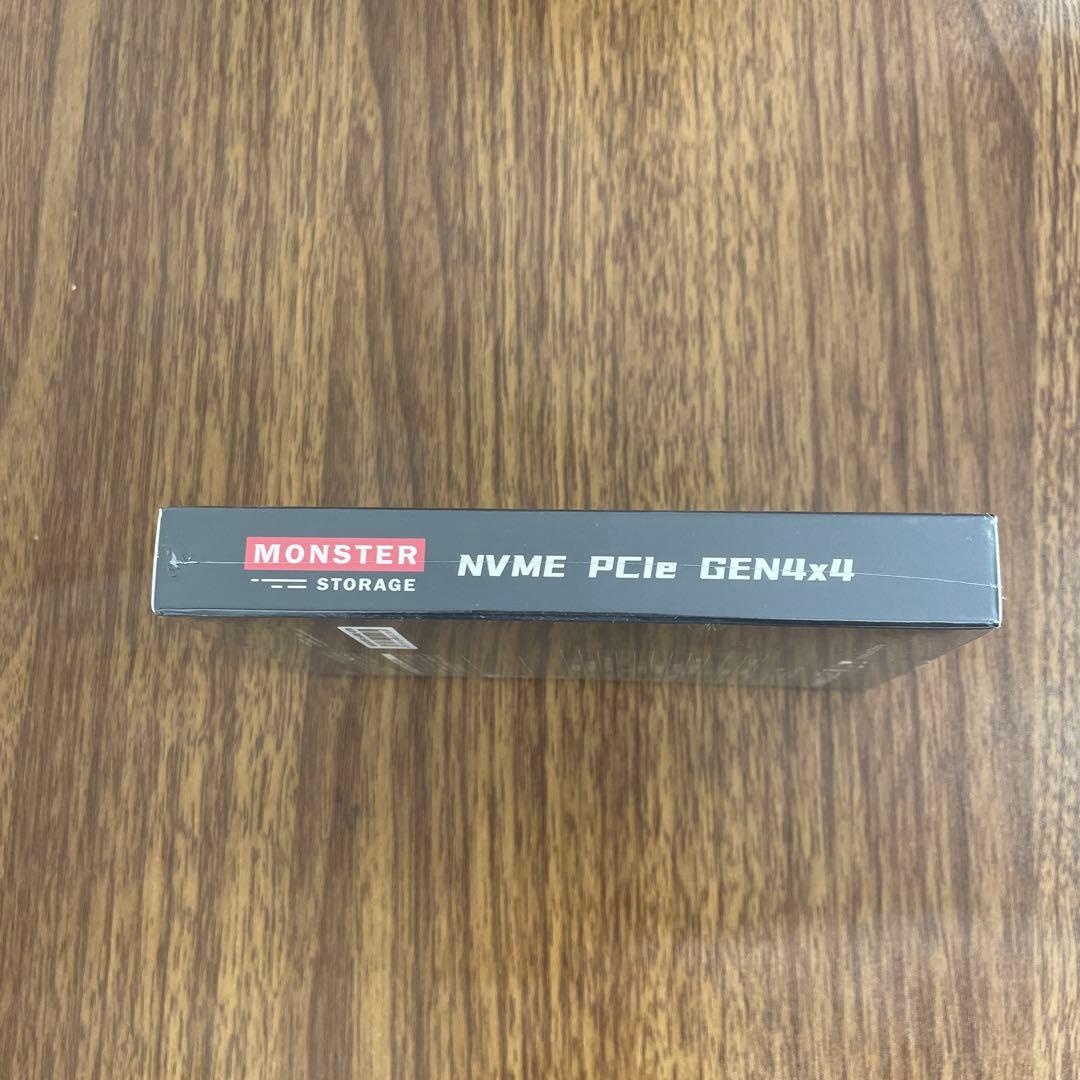 MONSTER
STORAGE
NVME PCIe GEN4x4